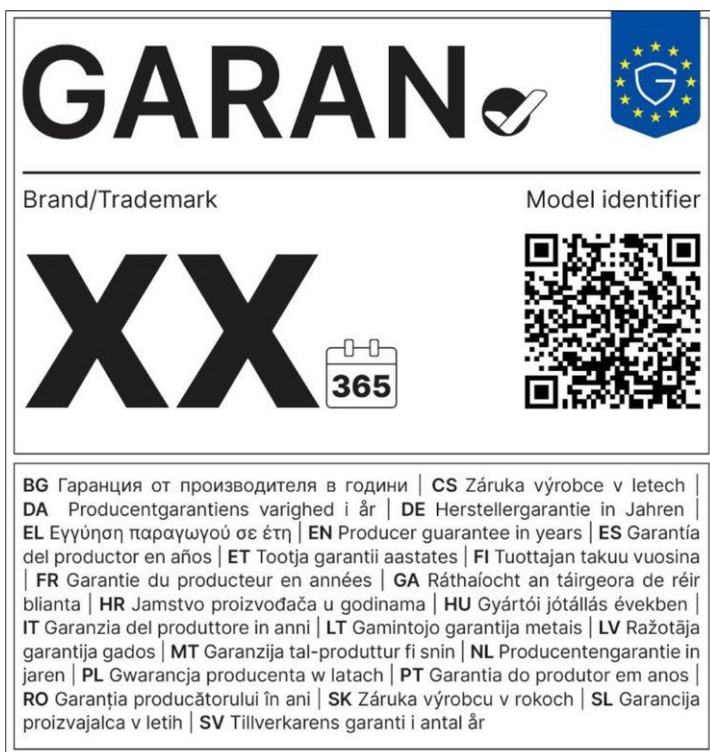 GARAN
Brand/Trademark
Model identifier
XX
365
BG Гаранция от производителя в години | CS Záruka výrobce v letech |
DA Producentgarantiens varighed i år | DE Herstellergarantie in Jahren |
EL Εγγύηση παραγωγού σε έτη | EN Producer guarantee in years | ES Garantía
del productor en años | ET Tootja garantii aastates | FI Tuottajan takuu vuosina
| FR Garantie du producteur en années | GA Ráthaíocht an táirgeora de réir
blianta | HR Jamstvo proizvođača u godinama | HU Gyártói jótállás években |
IT Garanzia del produttore in anni | LT Gamintojo garantija metais | LV Ražotāja
garantija gados | MT Garanzija tal-produttur fi snin | NL Producentengarantie in
jaren | PL Gwarancja producenta w latach | PT Garantia do produtor em anos |
RO Garanția producătorului în ani | SK Záruka výrobcu v rokoch | SL Garancija
proizvajalca v letih | SV Tillverkarens garanti i antal år